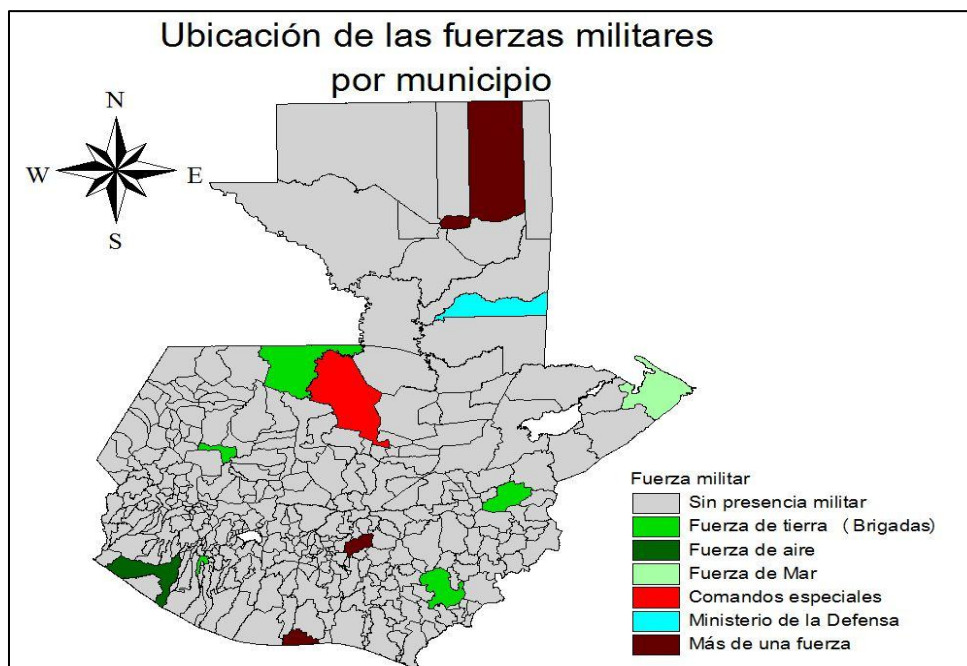 Ubicación de las fuerzas militares
por municipio
N
W E
S
Fuerza militar
Sin presencia militar
Fuerza de tierra (Brigadas)
Fuerza de aire
Fuerza de Mar
Comandos especiales
Ministerio de la Defensa
Más de una fuerza